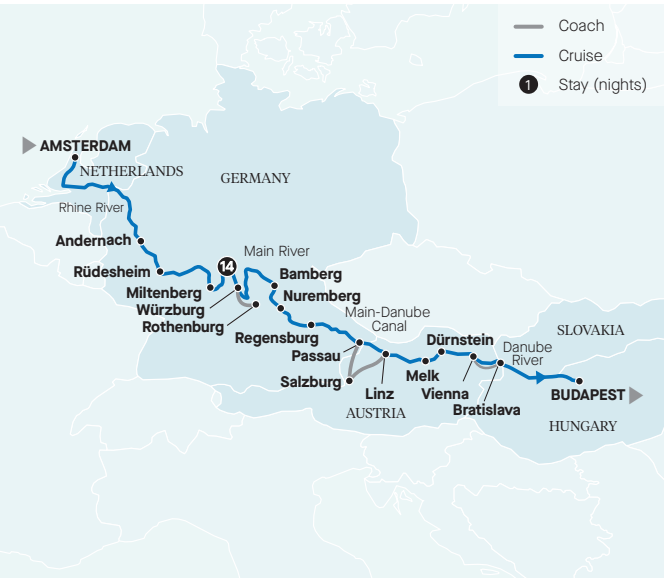 Coach
Cruise
1 Stay (nights)
AMSTERDAM
NETHERLANDS
GERMANY
Rhine River
Andernach
Main River
14
Rüdesheim
Bamberg
Miltenberg
Nuremberg
Würzburg
Rothenburg
Main-Danube
Canal
Regensburg
SLOVAKIA
Passau
Dürnstein
Danube
River
Salzburg
Melk
Linz
Vienna
BUDAPEST
Bratislava
AUSTRIA
HUNGARY